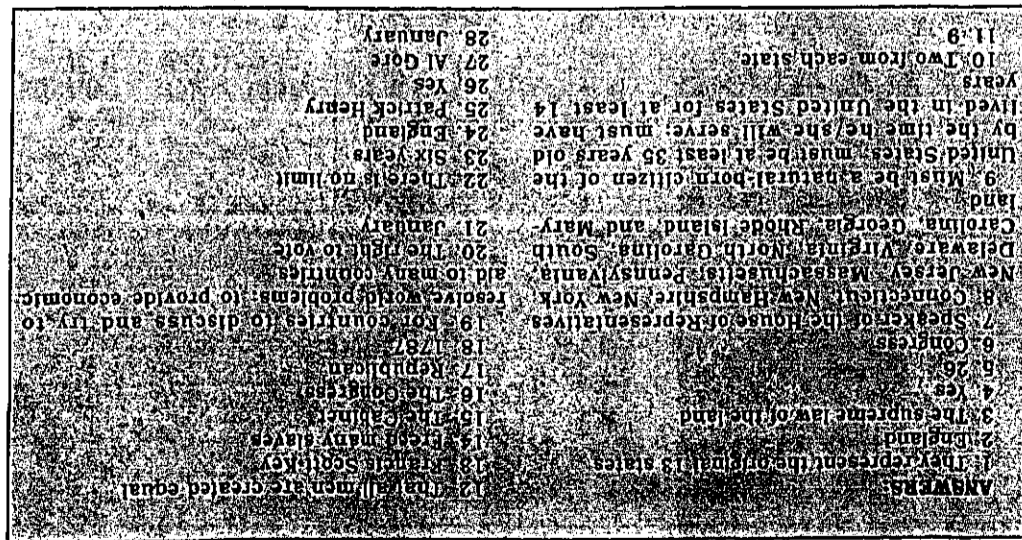 ANSWERS:
1. They represent the original 13 states
2. England
3. The supreme law of the land
4. Yes
5. 26
6. Congress
7. Speaker of the House of Representatives
8. Connecticut, New Hampshire, New York,
New Jersey, Massachusetts, Pennsylvania,
Delaware, Virginia, North Carolina, South
Carolina, Georgia, Rhode Island, and Mary-
land
9. Must be a natural-born citizen of the
United States; must be at least 35 years old
by the time he/she will serve; must have
lived in the United States for at least 14
years
10. Two from each state
11. 9
12. That all men are created equal
13. Francis Scott Key
14. Freed many slaves
15. The Cabinet
16. The Congress
17. Republican
18. 1787
19. For countries to discuss and try to
resolve world problems; to provide economic
aid to many countries
20. The right to vote
21. January
22. There is no limit
23. Six years
24. England
25. Patrick Henry
26. Yes
27. Al Gore
28. January